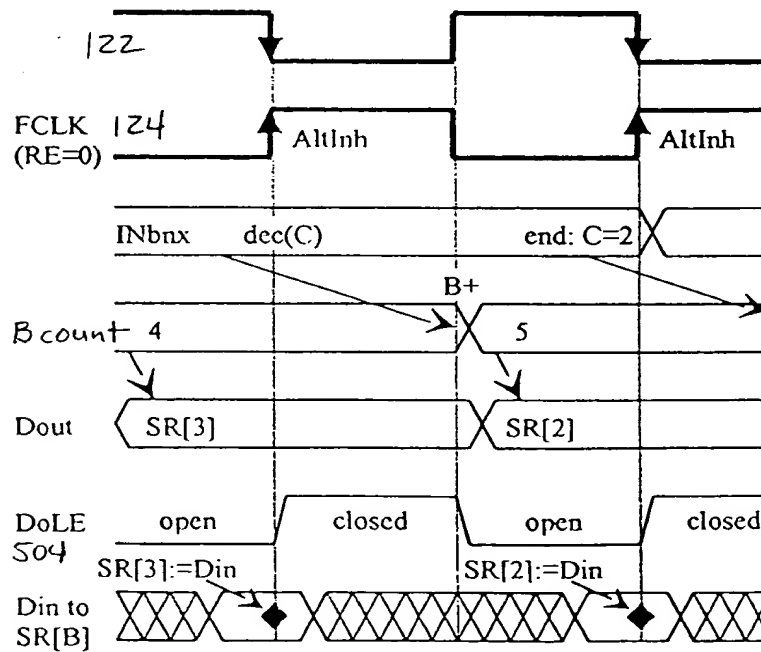 122
FCLK 124
(RE=0)
AltInh AltInh
INbnx dec(C) end: C=2
B+
B count 4 5
Dout SR[3] SR[2]
DoLE open closed open closed
504
SR[3]:=Din SR[2]:=Din
Din to
SR[B]